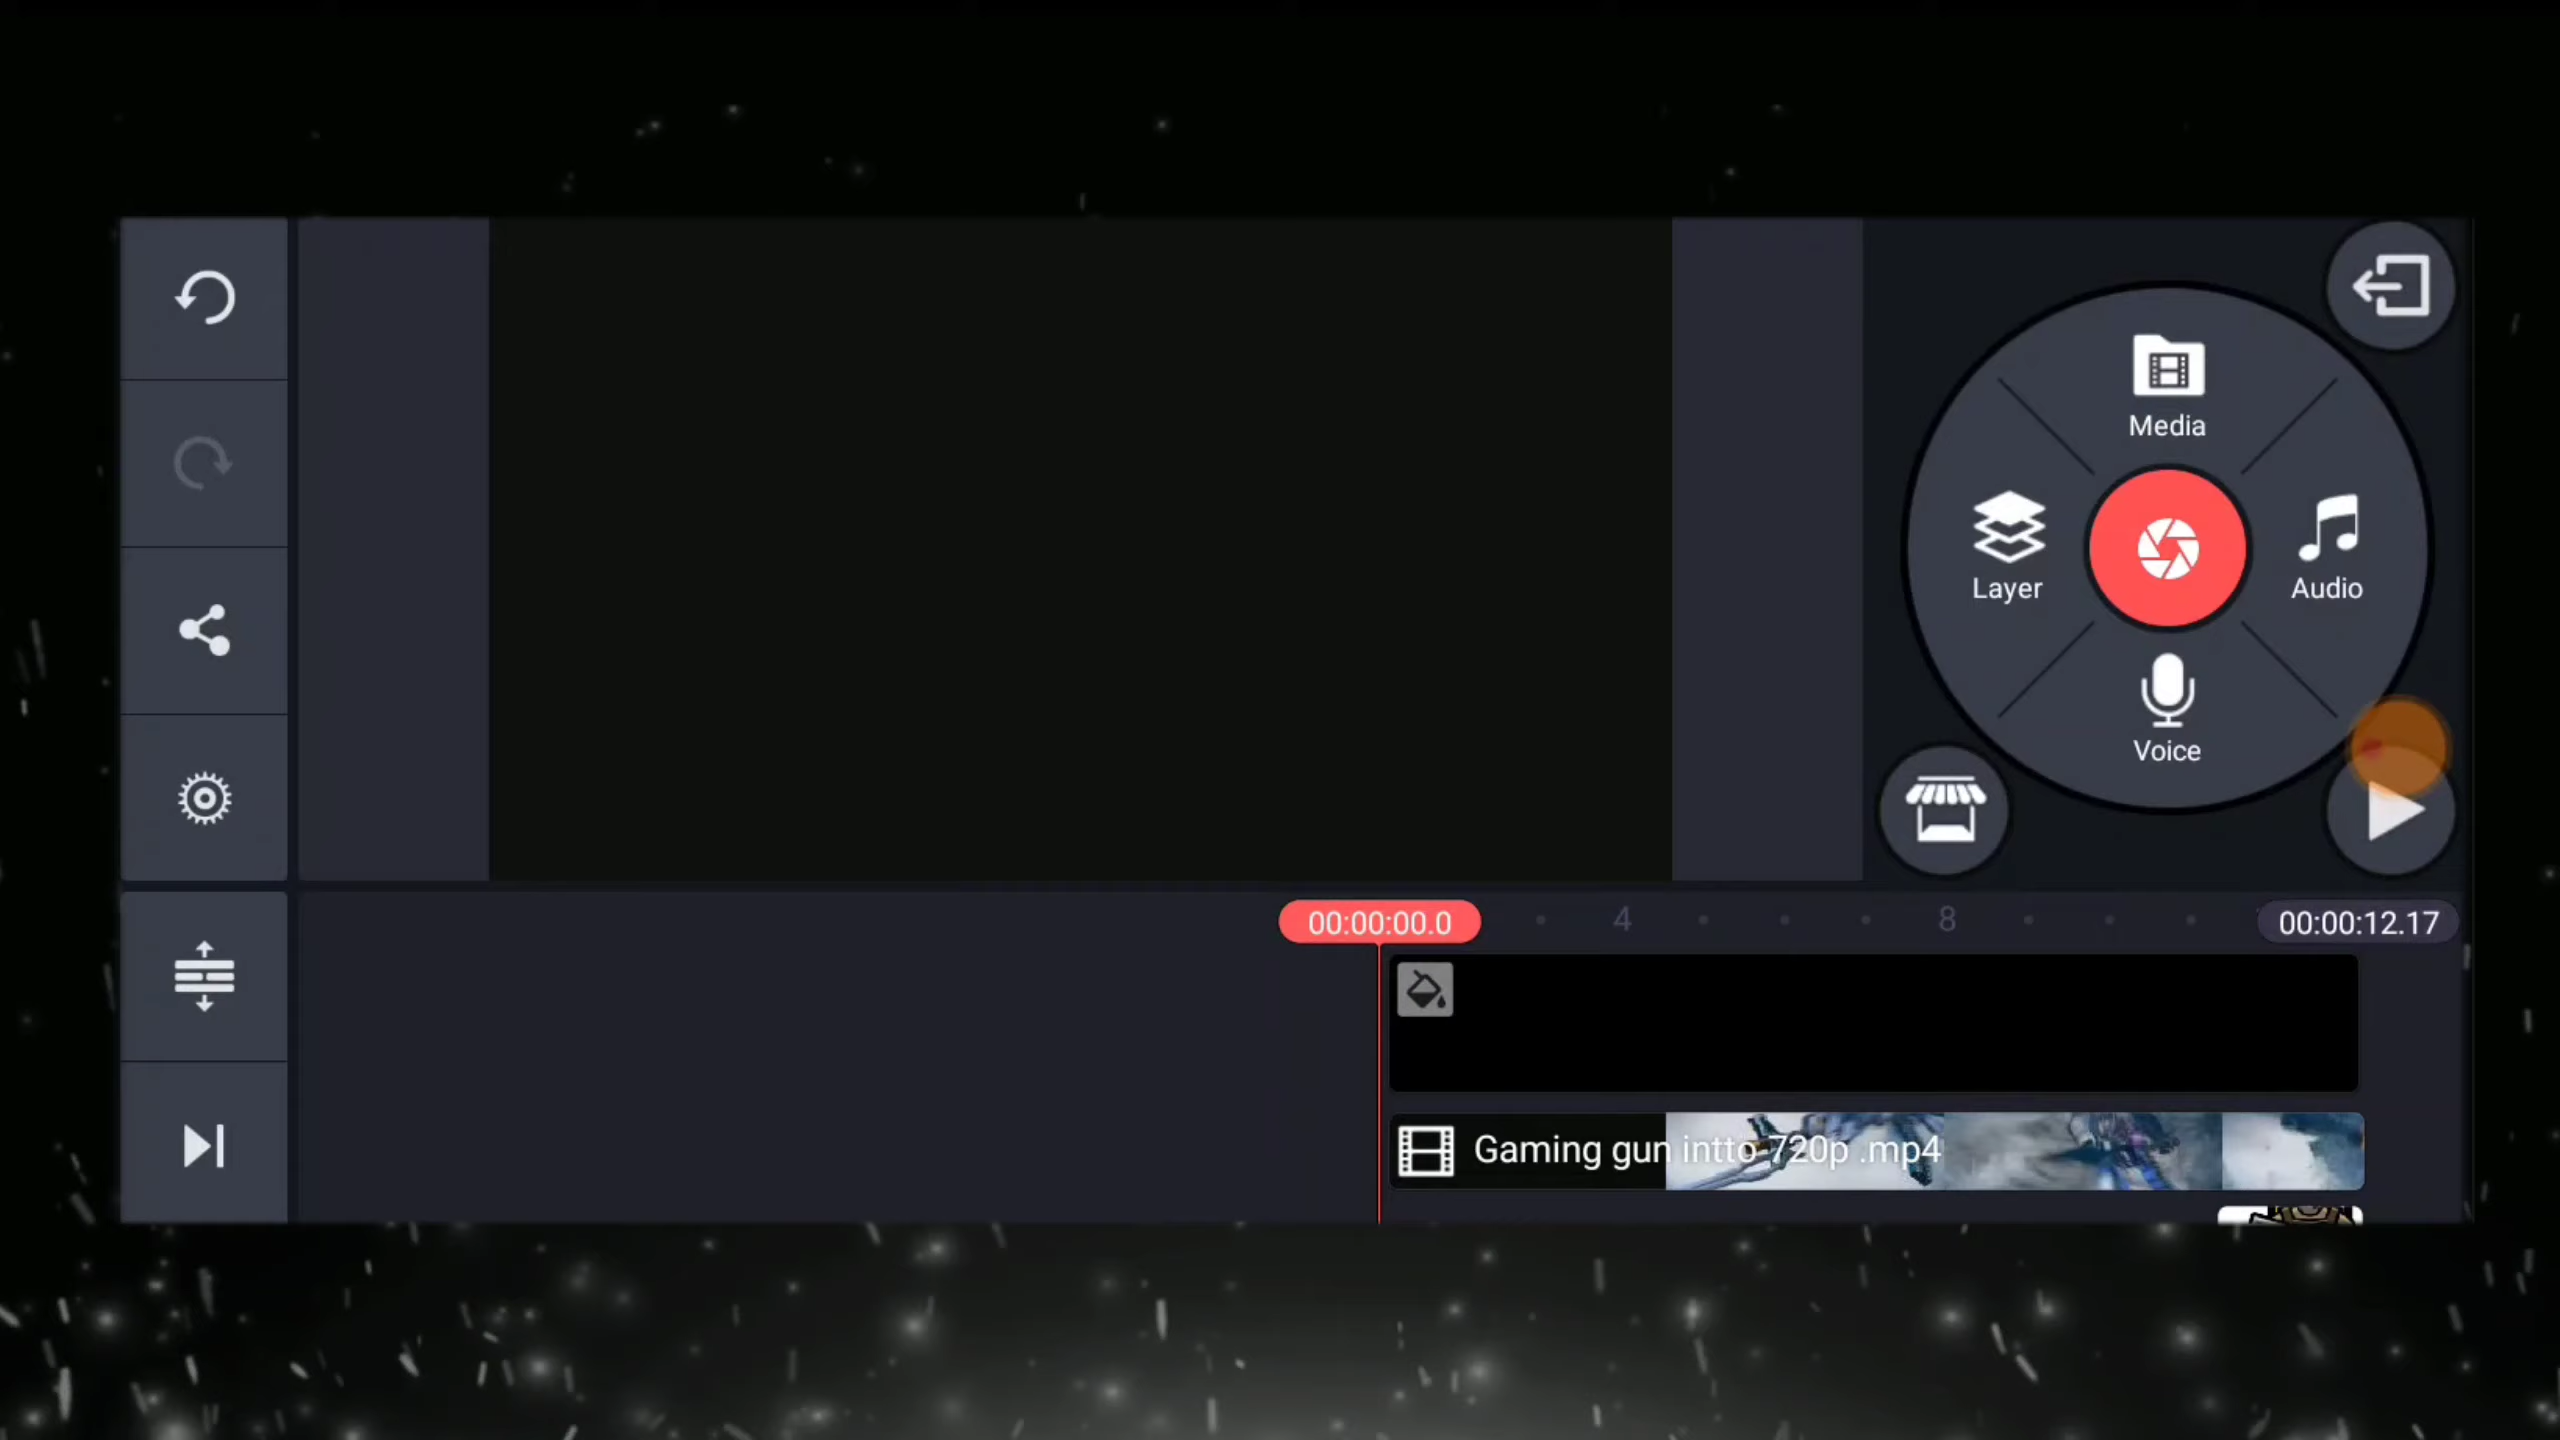 Media
Layer
Audio
Voice
00:00:00.0
4
8
00:00:12.17
Gaming gun intto 720p .mp4